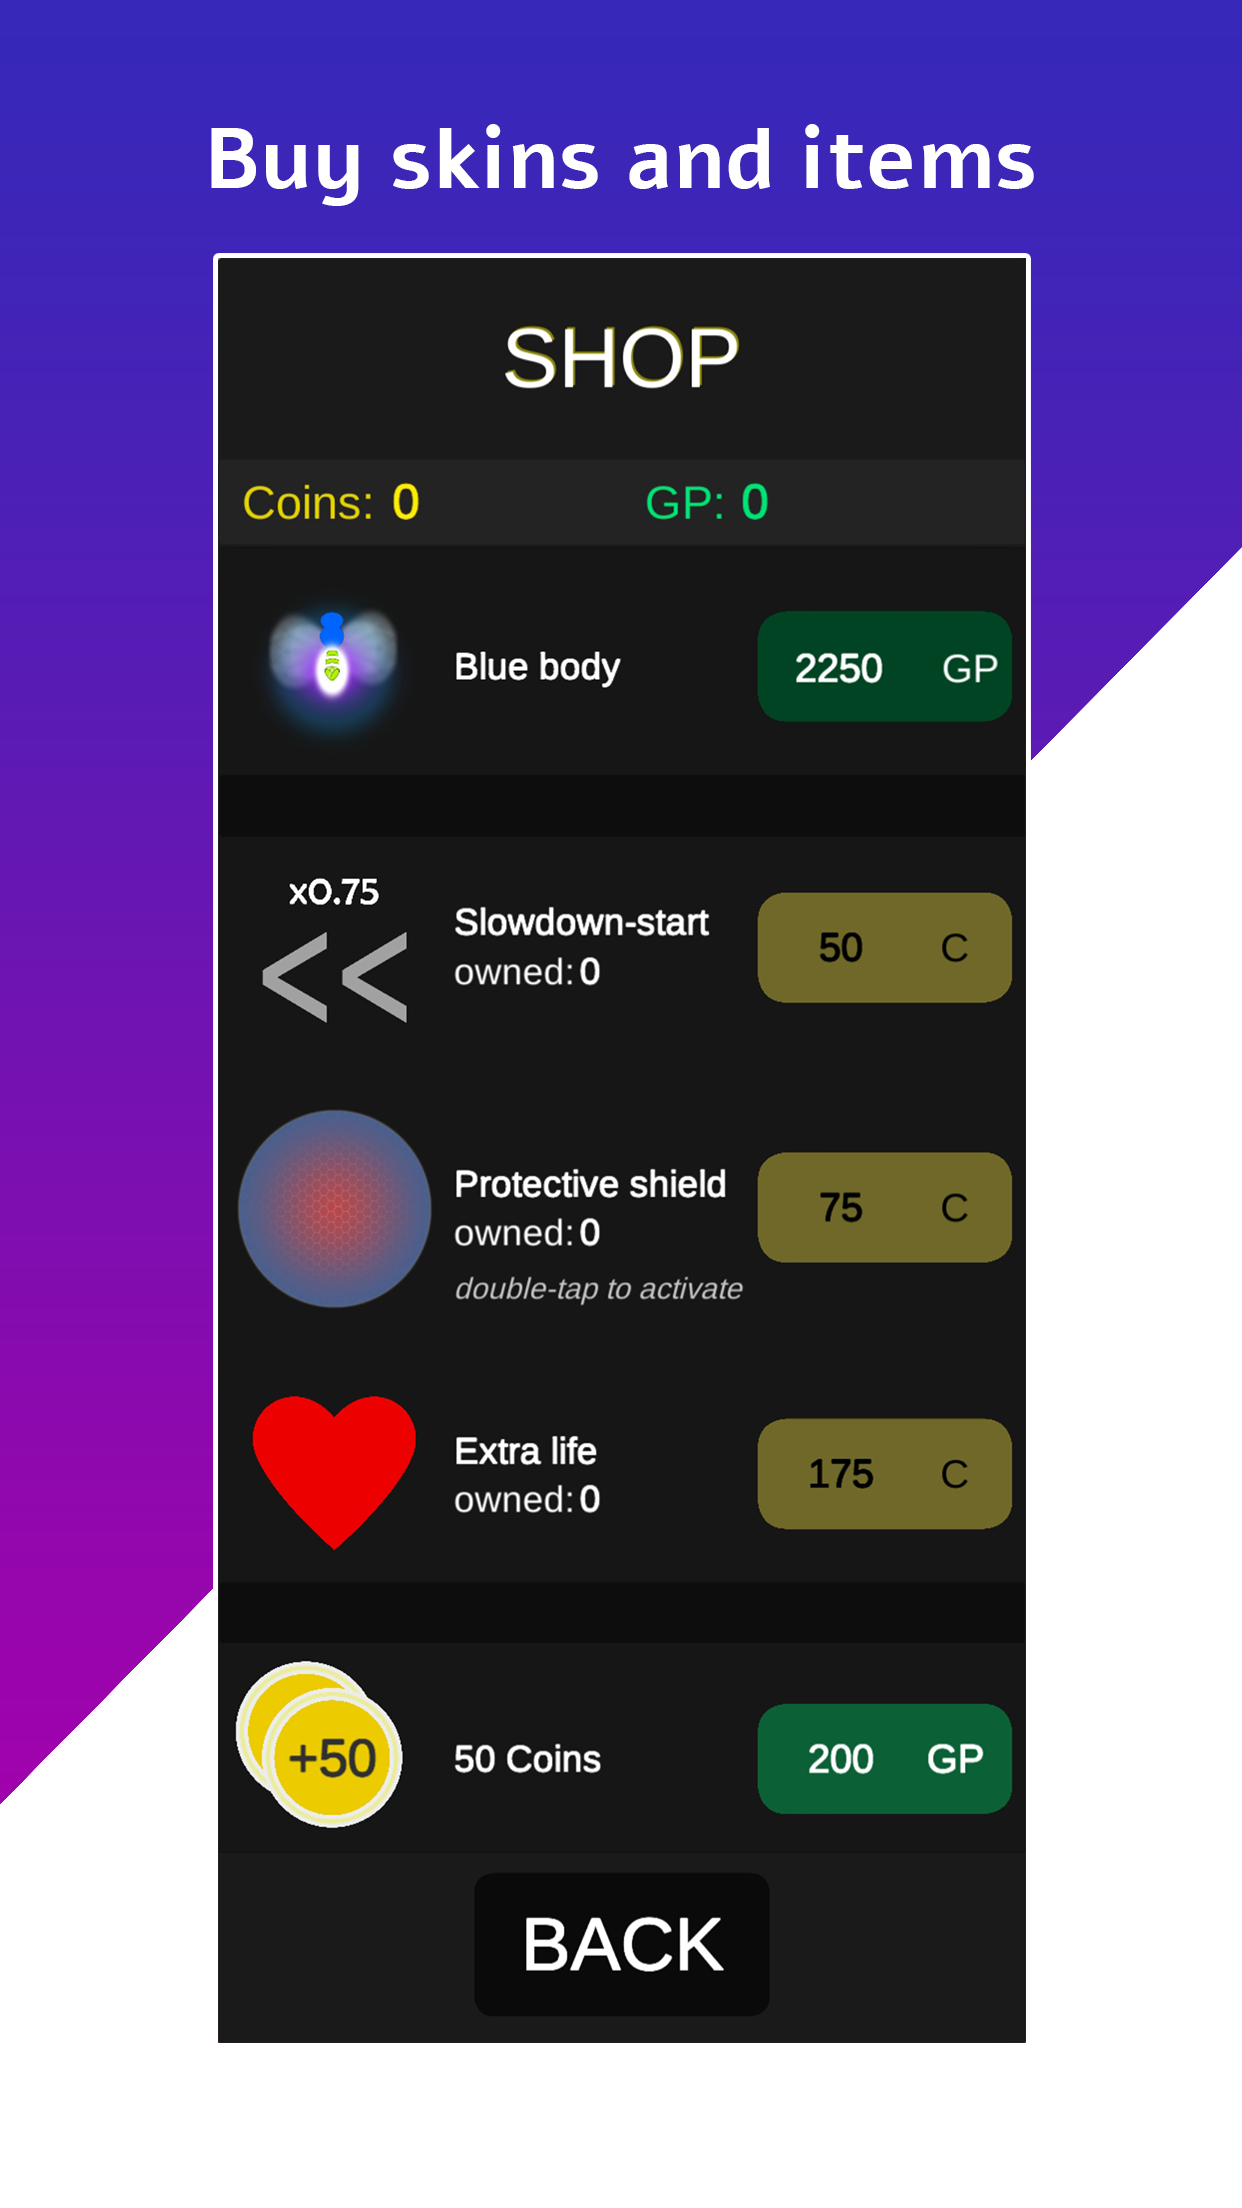 Buy skins and items
SHOP
Coins: 0 GP: 0
Blue body 2250 GP
x0.75
<<
Slowdown-start
owned: 0
50 C
Protective shield
owned: 0
double-tap to activate
75 C
Extra life
owned: 0
175 C
+50
50 Coins 200 GP
BACK